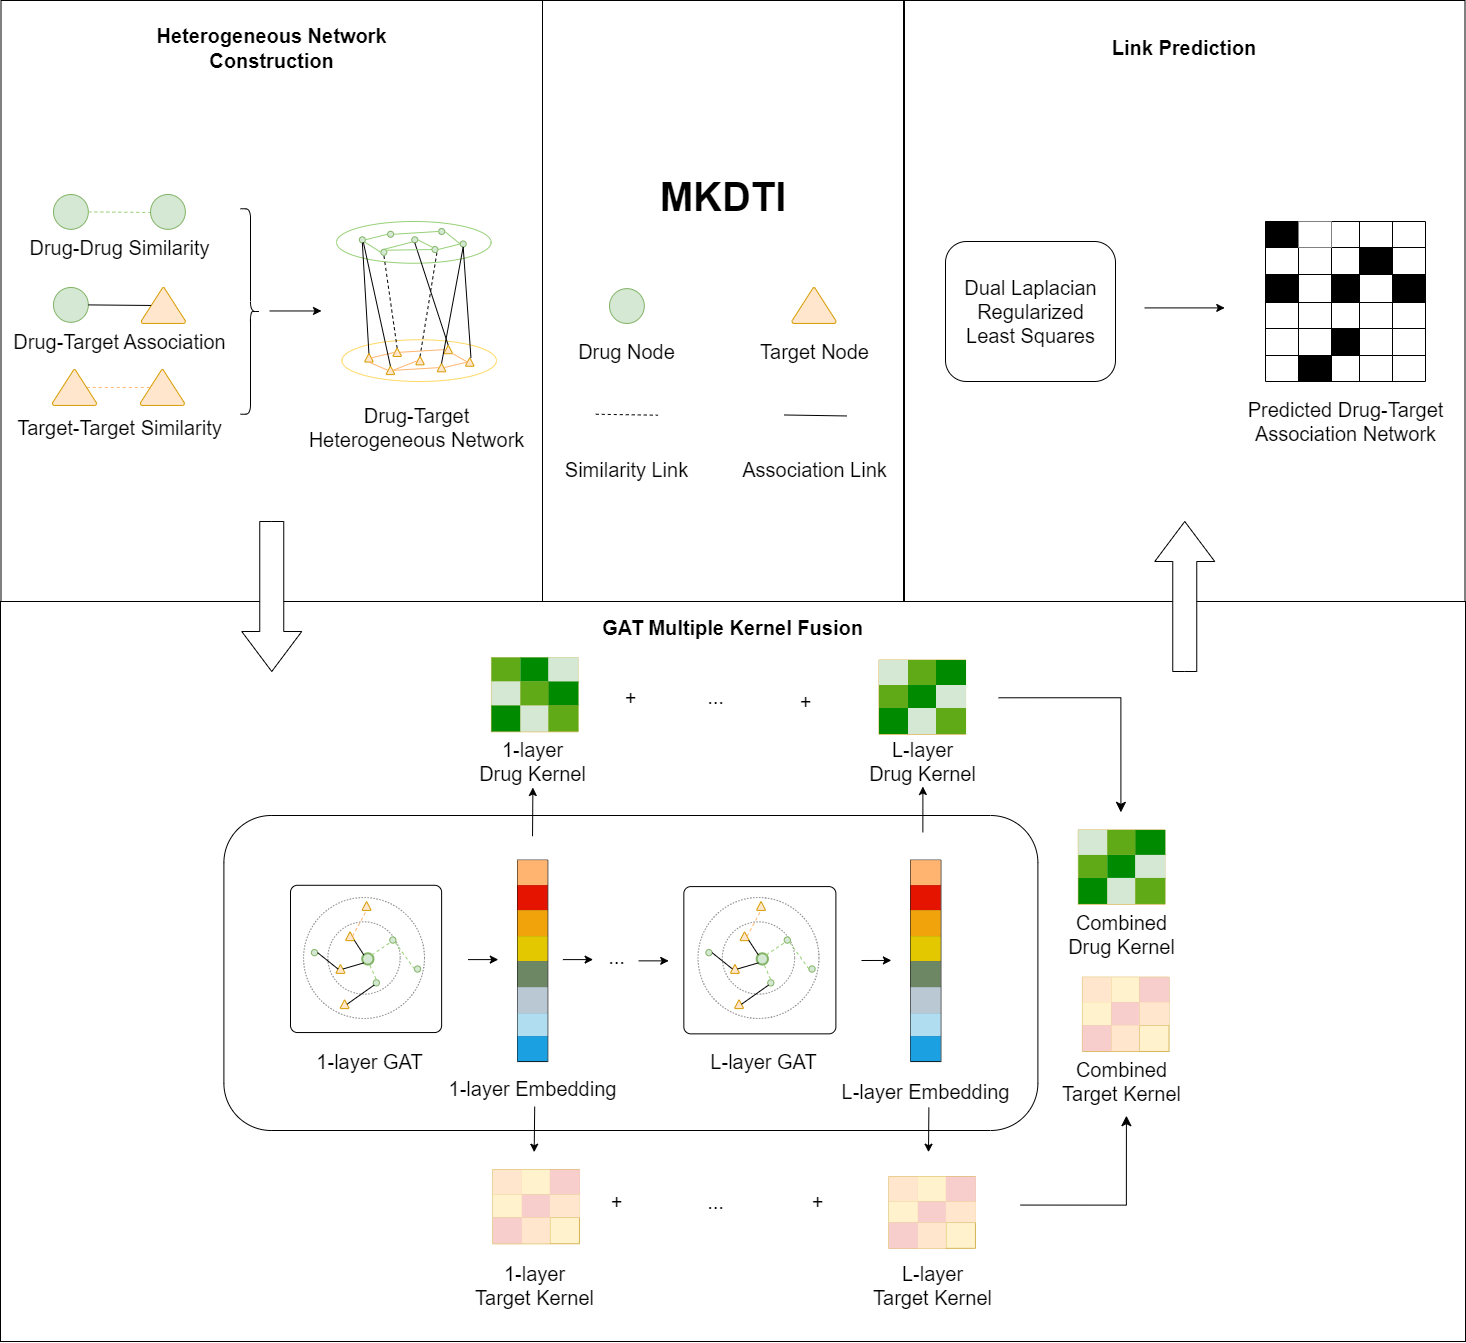 Heterogeneous Network
Construction
Drug-Drug Similarity
Drug-Target Association
Target-Target Similarity
Drug-Target
Heterogeneous Network
MKDTI
Drug Node
Target Node
Similarity Link
Association Link
Link Prediction
Dual Laplacian
Regularized
Least Squares
Predicted Drug-Target
Association Network
GAT Multiple Kernel Fusion
+ ... +
1-layer
Drug Kernel
L-layer
Drug Kernel
1-layer GAT
1-layer Embedding
...
L-layer GAT
L-layer Embedding
Combined
Drug Kernel
Combined
Target Kernel
+ ... +
1-layer
Target Kernel
L-layer
Target Kernel